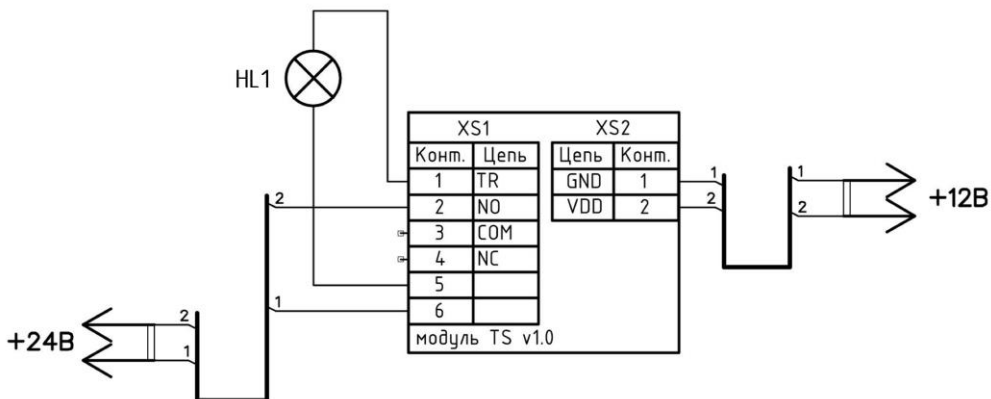 HL1
XS1 XS2
Конт. Цепь Цепь Конт.
1 TR GND 1 1 1
2 2 NO VDD 2 2 2
+12В
3 COM
4 NC
5
1 6
модуль TS v1.0
2
+24В
1